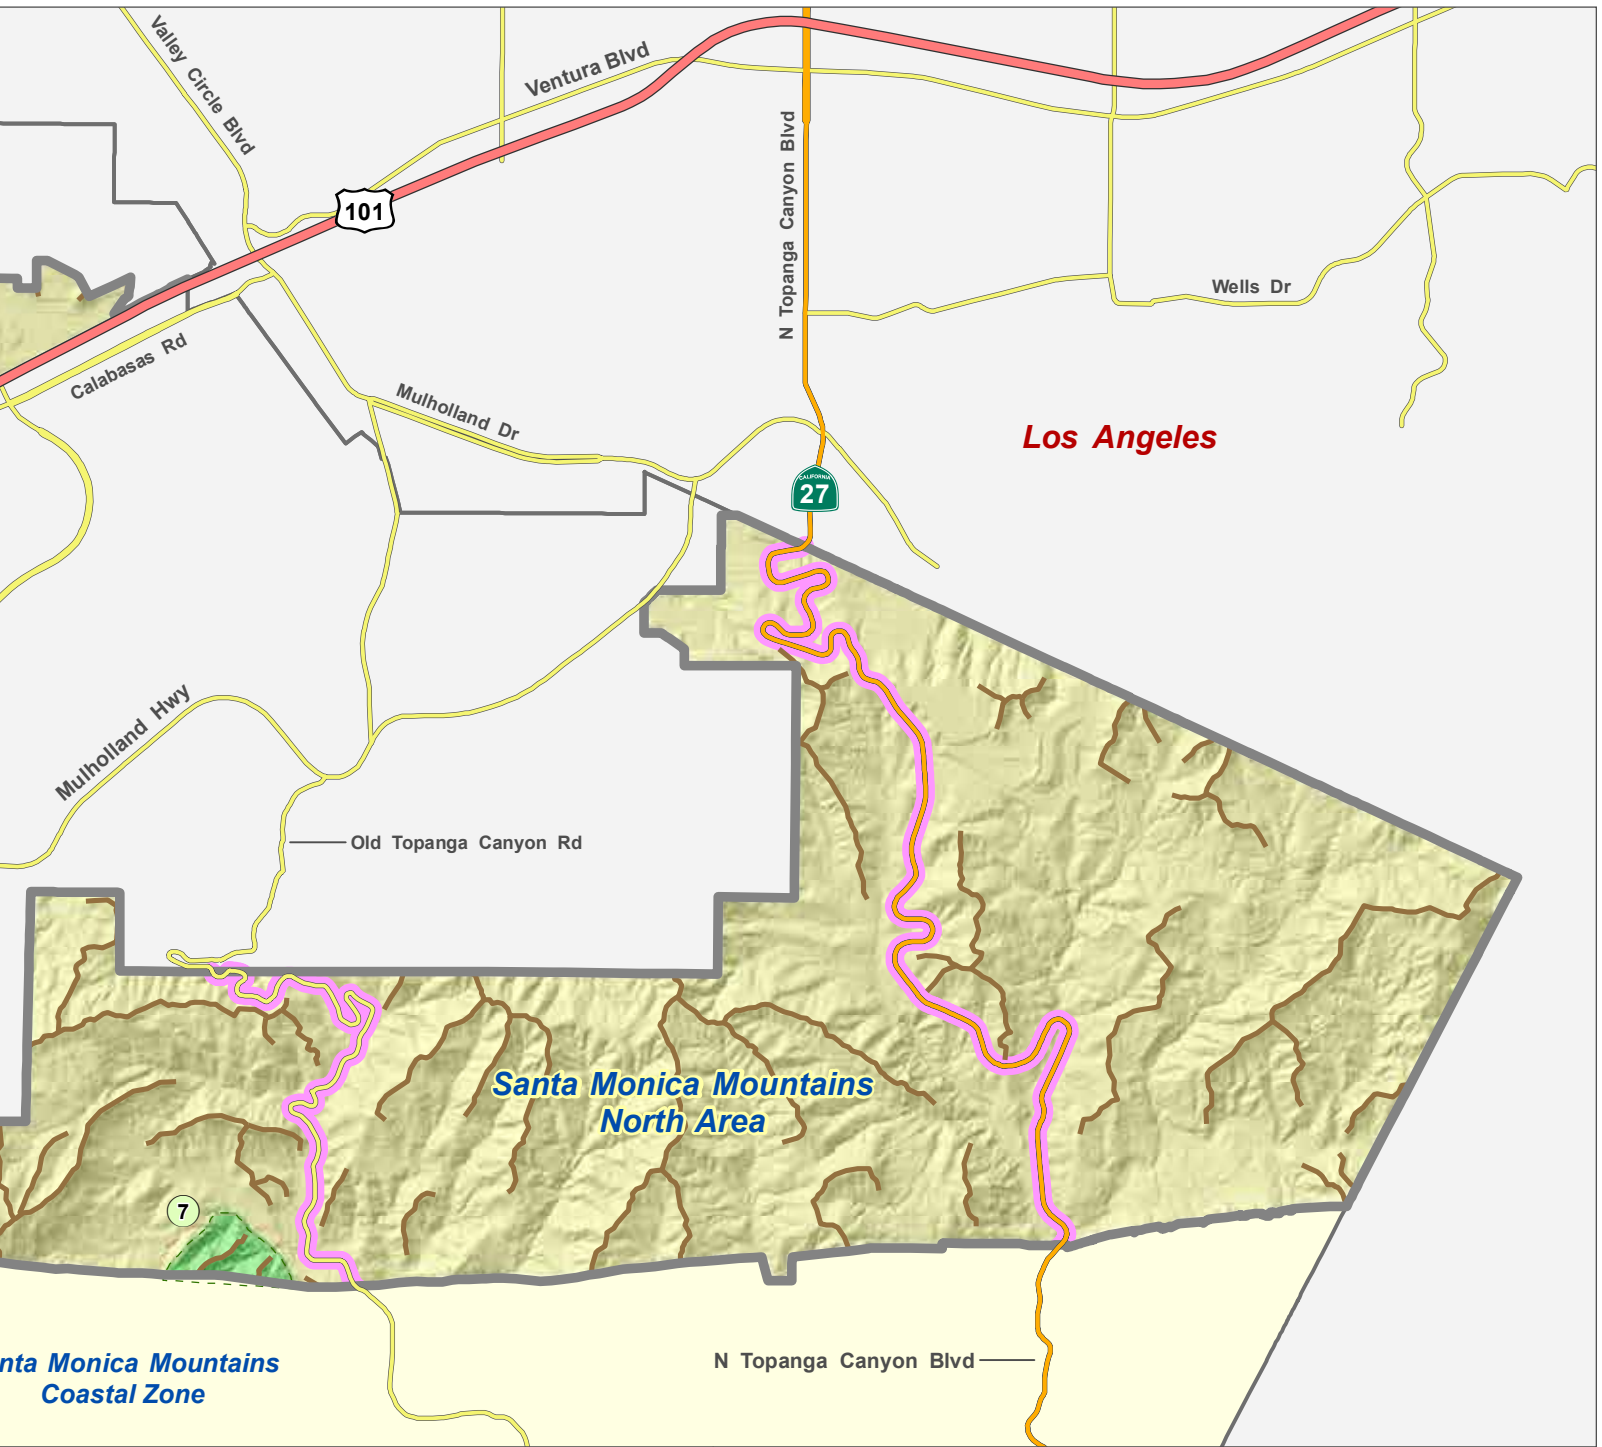 Valley Circle Blvd
Ventura Blvd
N Topanga Canyon Blvd
101
Wells Dr
Calabasas Rd
Mulholland Dr
Los Angeles
CALIFORNIA
27
Mulholland Hwy
Old Topanga Canyon Rd
Santa Monica Mountains
North Area
7
N Topanga Canyon Blvd
nta Monica Mountains
Coastal Zone